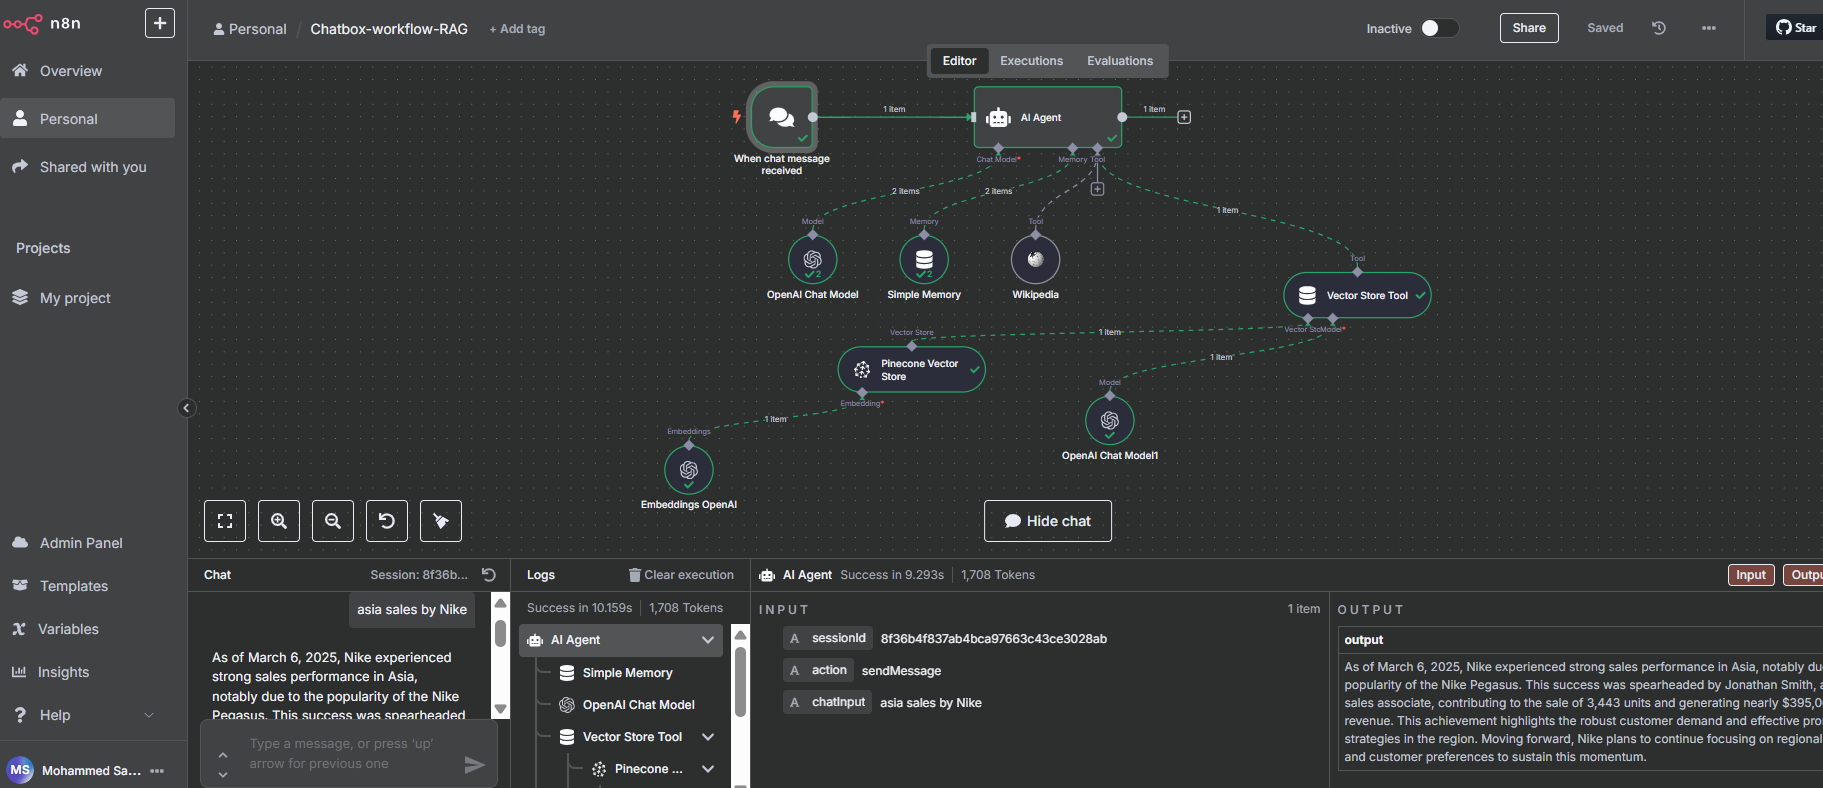 n8n
+
Personal / Chatbox-workflow-RAG + Add tag
Inactive
Share
Saved
Star
Editor Executions Evaluations
Overview
Personal
Shared with you
Projects
My project
Admin Panel
Templates
Variables
Insights
Help
MS Mohammed Sa...
When chat message
received
1 item
AI Agent
1 item
Chat Model*
Memory
Tool
2 items
2 items
1 item
Model
Memory
Tool
Tool
2
2
OpenAI Chat Model
Simple Memory
Wikipedia
Vector Store Tool
Model*
Vector Store
1 item
1 item
Pinecone Vector
Store
Embedding*
Model
1 item
Embeddings
OpenAI Chat Model1
Embeddings OpenAI
Hide chat
Chat
Session: 8f36b...
asia sales by Nike
As of March 6, 2025, Nike experienced
strong sales performance in Asia,
notably due to the popularity of the Nike
Pegasus. This success was spearheaded
Type a message, or press 'up'
arrow for previous one
Logs
Clear execution
Success in 10.159s | 1,708 Tokens
AI Agent
Simple Memory
OpenAI Chat Model
Vector Store Tool
Pinecone ...
AI Agent Success in 9.293s | 1,708 Tokens
Input
Outpu
INPUT
1 item
A sessionId 8f36b4f837ab4bca97663c43ce3028ab
A action sendMessage
A chatInput asia sales by Nike
OUTPUT
output
As of March 6, 2025, Nike experienced strong sales performance in Asia, notably du
popularity of the Nike Pegasus. This success was spearheaded by Jonathan Smith, a
sales associate, contributing to the sale of 3,443 units and generating nearly $395,0
revenue. This achievement highlights the robust customer demand and effective pro
strategies in the region. Moving forward, Nike plans to continue focusing on regional
and customer preferences to sustain this momentum.